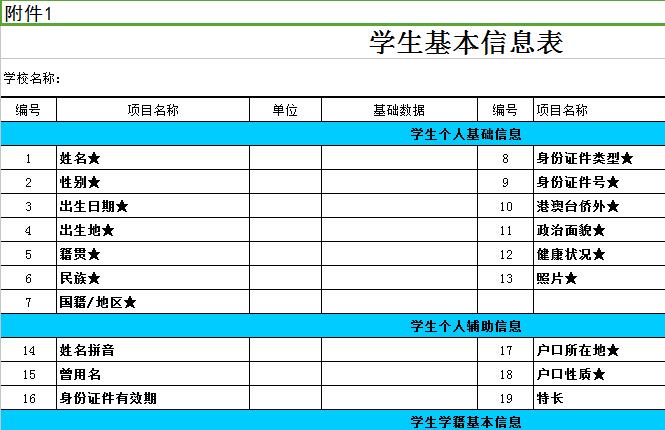 附件1
学生基本信息表
学校名称：
编号 项目名称 单位 基础数据 编号 项目名称
学生个人基础信息
1 姓名★ 8 身份证件类型★
2 性别★ 9 身份证件号★
3 出生日期★ 10 港澳台侨外★
4 出生地★ 11 政治面貌★
5 籍贯★ 12 健康状况★
6 民族★ 13 照片★
7 国籍/地区★
学生个人辅助信息
14 姓名拼音 17 户口所在地★
15 曾用名 18 户口性质★
16 身份证件有效期 19 特长
学生学籍基本信息